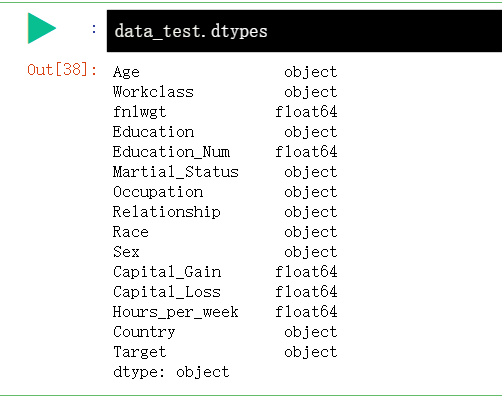 : data_test.dtypes
Out[38]: Age object
Workclass object
fnlwgt float64
Education object
Education_Num float64
Martial_Status object
Occupation object
Relationship object
Race object
Sex object
Capital_Gain float64
Capital_Loss float64
Hours_per_week float64
Country object
Target object
dtype: object